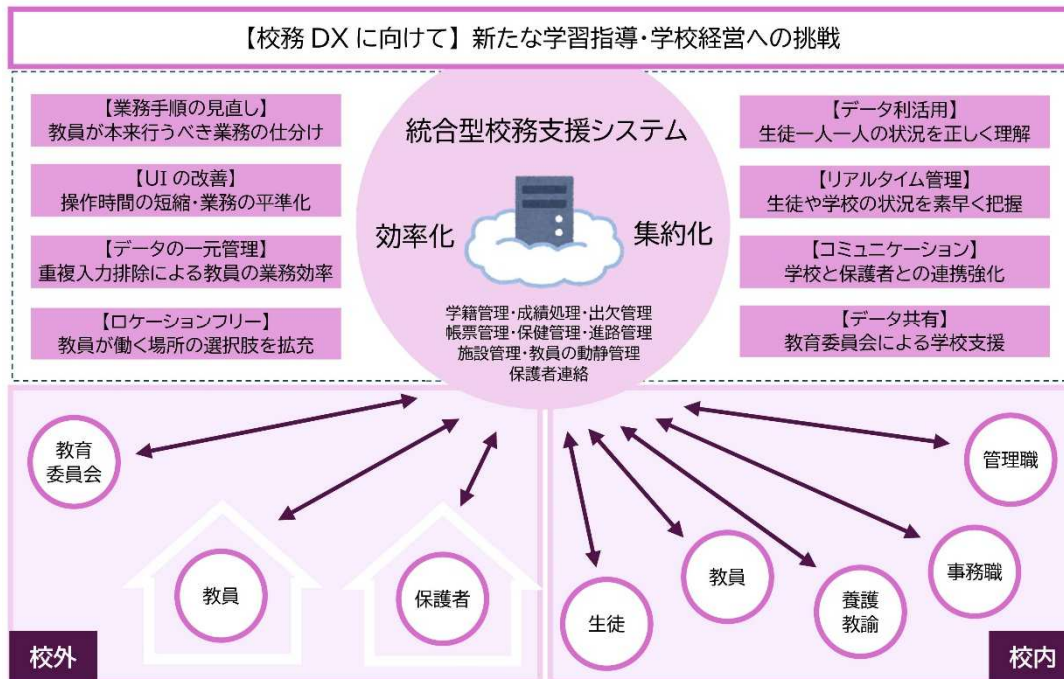 【校務 DX に向けて】 新たな学習指導・学校経営への挑戦
【業務手順の見直し】
教員が本来行うべき業務の仕分け
【UI の改善】
操作時間の短縮・業務の平準化
【データの一元管理】
重複入力排除による教員の業務効率
【ロケーションフリー】
教員が働く場所の選択肢を拡充
統合型校務支援システム
効率化
集約化
学籍管理・成績処理・出欠管理
帳票管理・保健管理・進路管理
施設管理・教員の動静管理
保護者連絡
【データ利活用】
生徒一人一人の状況を正しく理解
【リアルタイム管理】
生徒や学校の状況を素早く把握
【コミュニケーション】
学校と保護者との連携強化
【データ共有】
教育委員会による学校支援
教育
委員会
教員
保護者
校外
生徒
教員
養護
教諭
事務職
管理職
校内